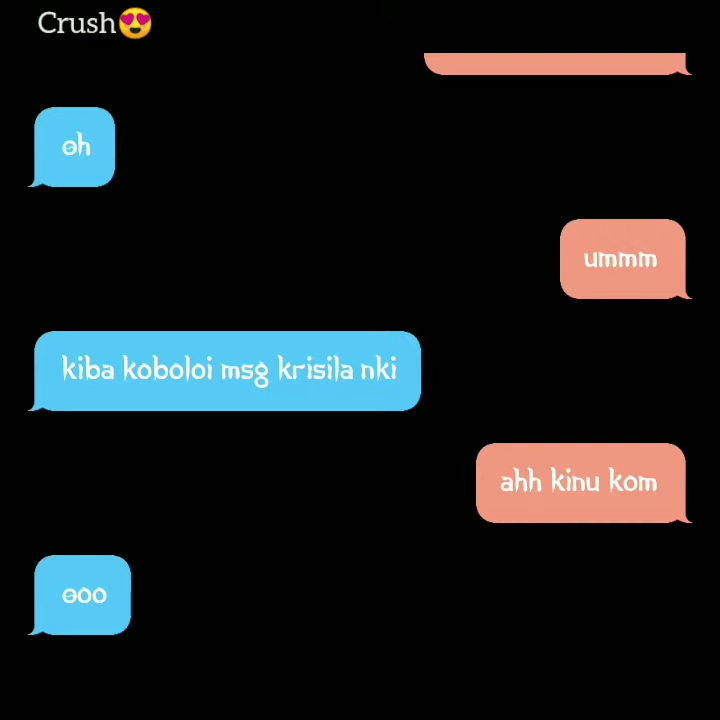 Crush😍
oh
ummm
kiba koboloi msg krisila nki
ahh kinu kom
ooo